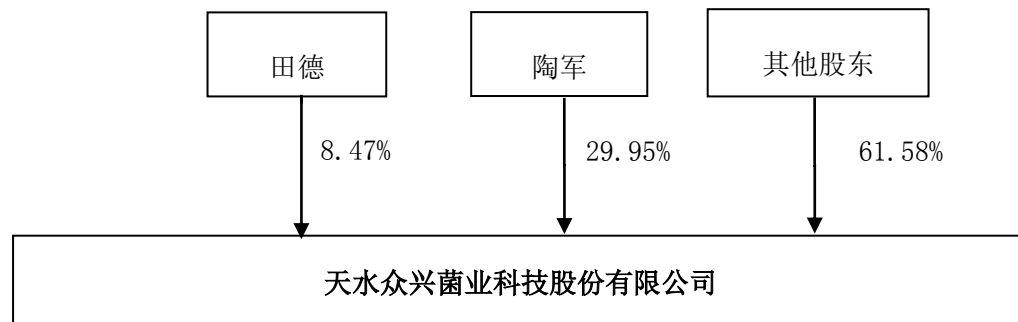 田德
陶军
其他股东
8.47%
29.95%
61.58%
天水众兴菌业科技股份有限公司